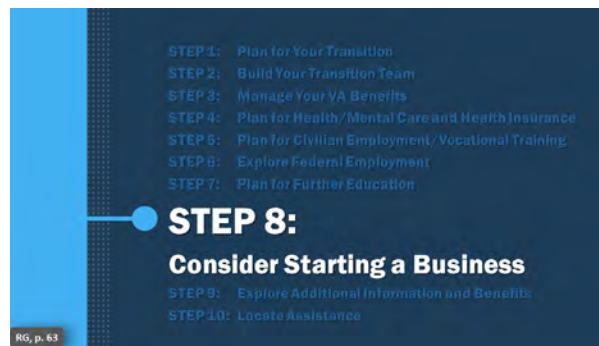 STEP 1: Plan for Your Transition
STEP 2: Build Your Transition Team
STEP 3: Manage Your VA Benefits
STEP 4: Plan for Health/Mental Care and Health Insurance
STEP 5: Plan for Civilian Employment/Vocational Training
STEP 6: Explore Federal Employment
STEP 7: Plan for Further Education
STEP 8:
Consider Starting a Business
STEP 9: Explore Additional Information and Benefits
STEP 10: Locate Assistance
RG, p. 63